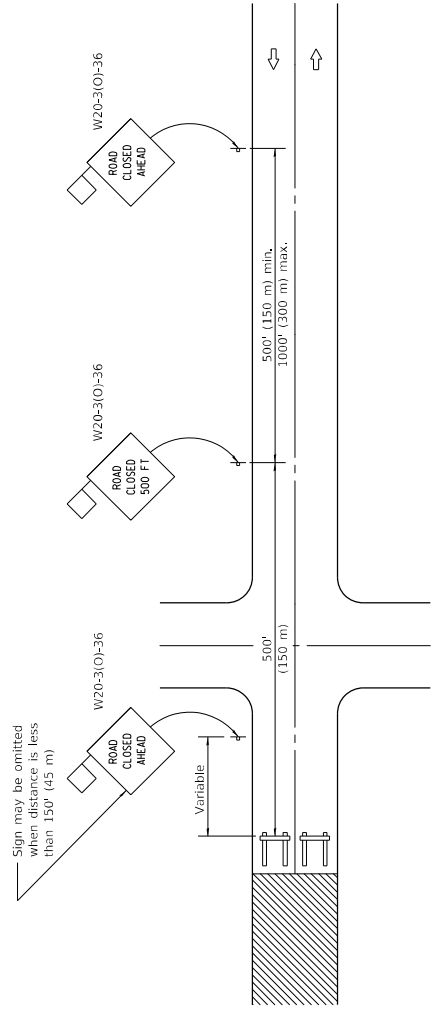 Sign may be omitted
when distance is less
than 150' (45 m)
W20-3(O)-36
ROAD
CLOSED
AHEAD
Variable
W20-3(O)-36
ROAD
CLOSED
500 FT
500'
(150 m)
W20-3(O)-36
ROAD
CLOSED
AHEAD
500' (150 m) min.
1000' (300 m) max.